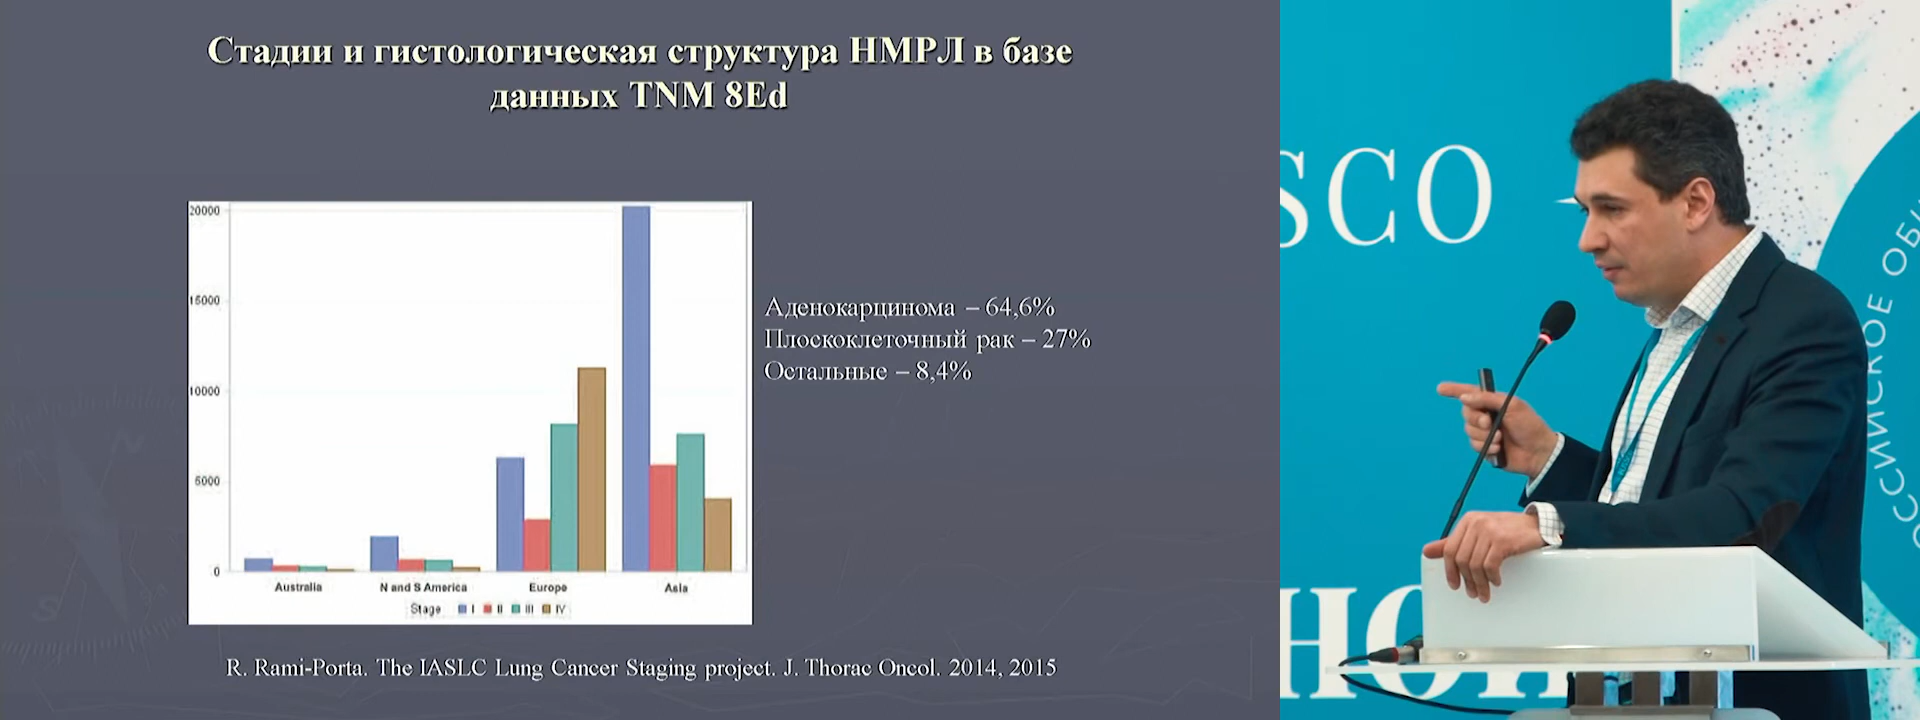 Стадии и гистологическая структура НМРЛ в базе
данных TNM 8Ed
20000
15000
10000
5000
0
Australia
N and S America
Europe
Asia
Stage I II III IV
Аденокарцинома – 64,6%
Плоскоклеточный рак – 27%
Остальные – 8,4%
R. Rami-Porta. The IASLC Lung Cancer Staging project. J. Thorac Oncol. 2014, 2015
SCO